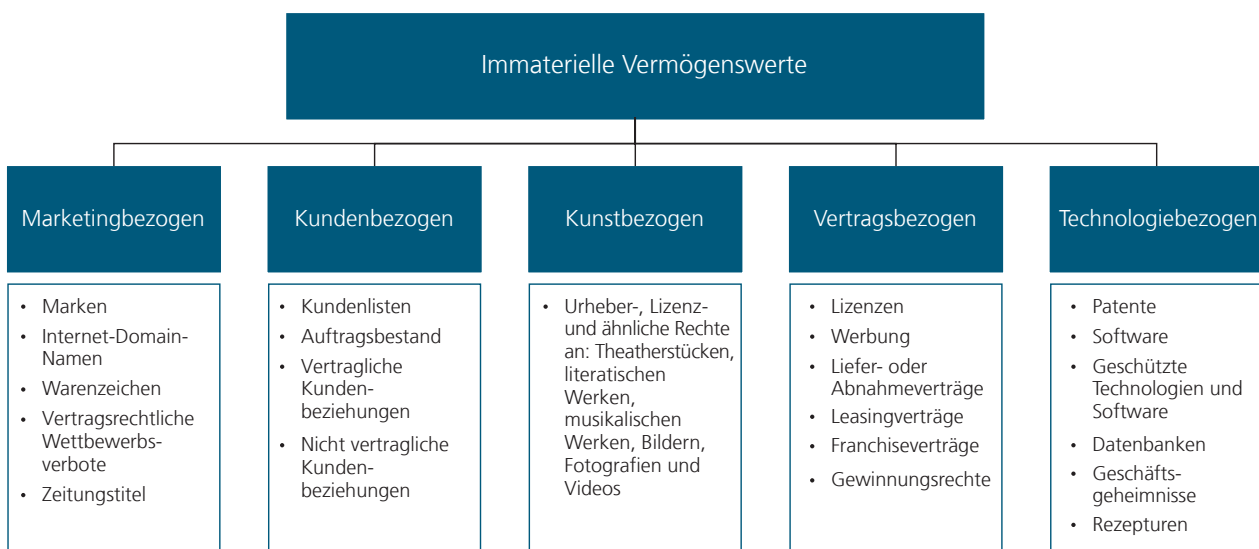 Immaterielle Vermögenswerte
Marketingbezogen
Kundenbezogen
Kunstbezogen
Vertragsbezogen
Technologiebezogen
• Marken
• Internet-Domain-
Namen
• Warenzeichen
• Vertragsrechtliche
Wettbewerbs-
verbote
• Zeitungstitel
• Kundenlisten
• Auftragsbestand
• Vertragliche
Kunden-
beziehungen
• Nicht vertragliche
Kunden-
beziehungen
• Urheber-, Lizenz-
und ähnliche Rechte
an: Theatherstücken,
literatischen
Werken,
musikalischen
Werken, Bildern,
Fotografien und
Videos
• Lizenzen
• Werbung
• Liefer- oder
Abnahmeverträge
• Leasingverträge
• Franchiseverträge
• Gewinnungsrechte
• Patente
• Software
• Geschützte
Technologien und
Software
• Datenbanken
• Geschäfts-
geheimnisse
• Rezepturen